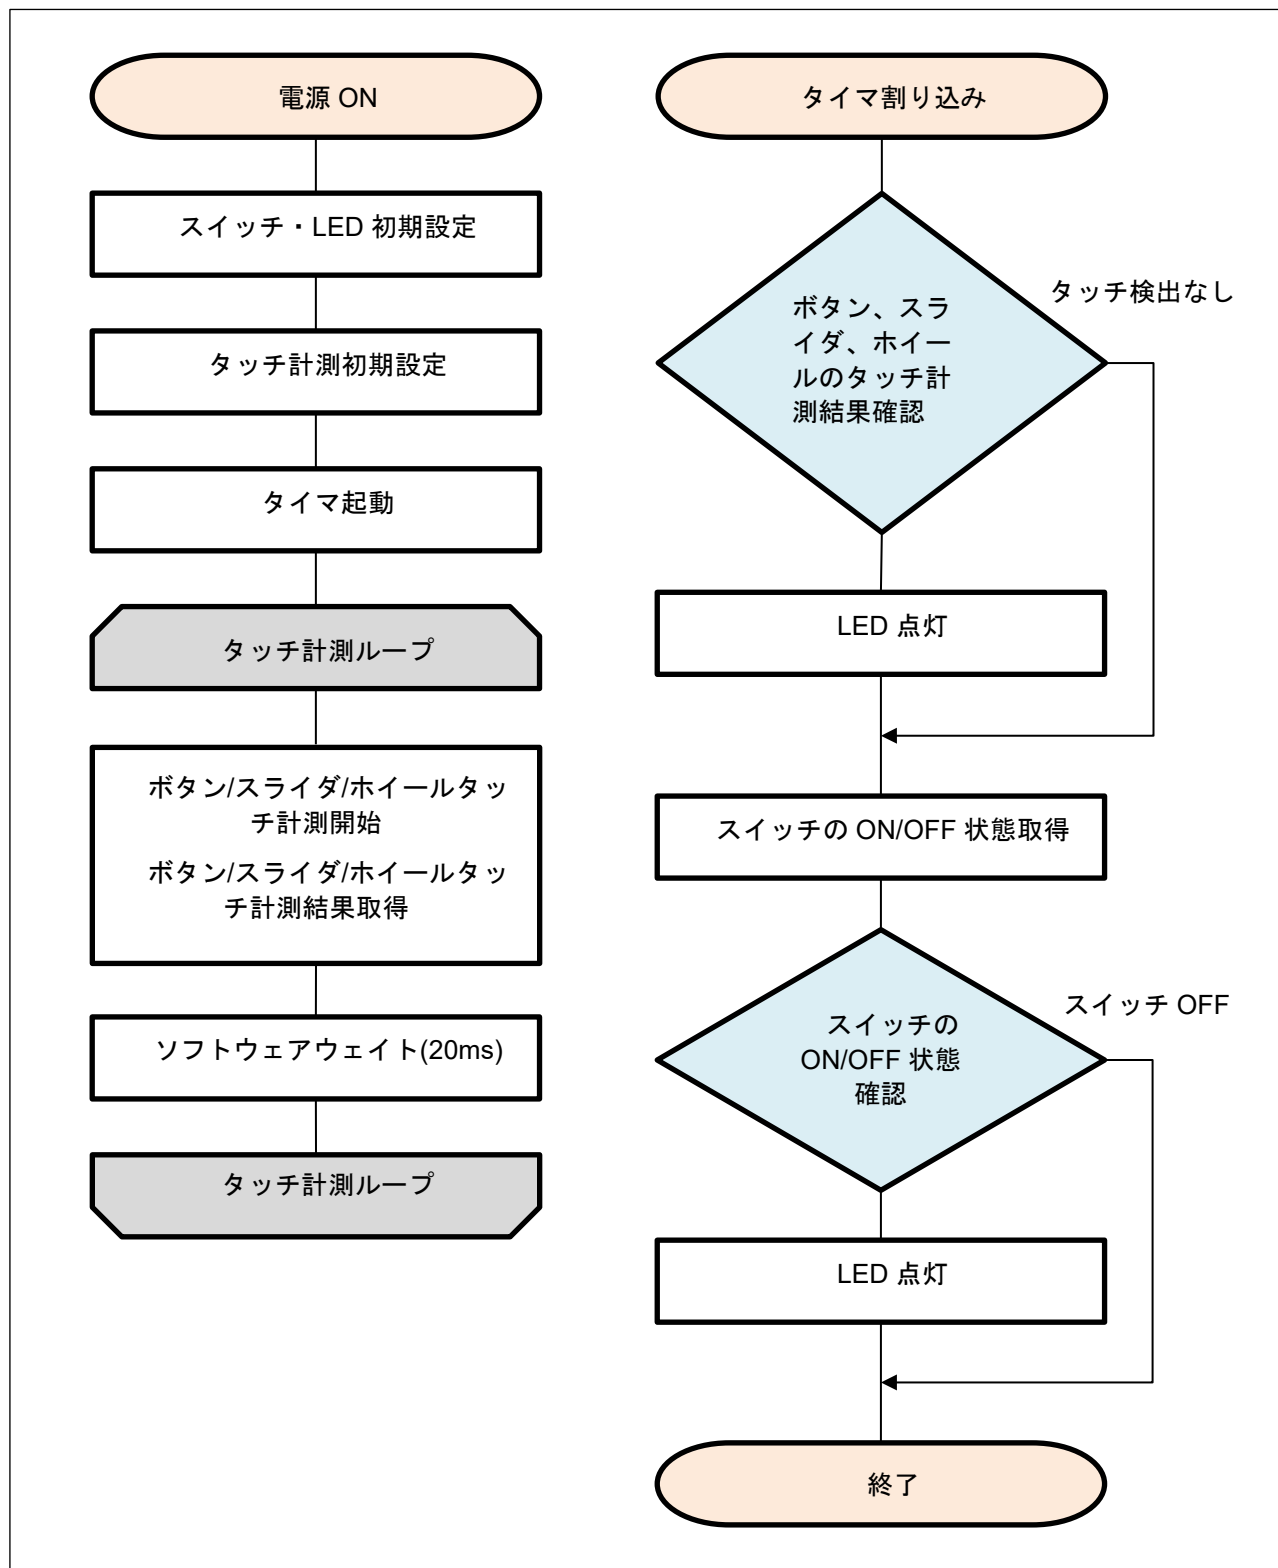 電源 ON
スイッチ・LED 初期設定
タッチ計測初期設定
タイマ起動
タッチ計測ループ
ボタン/スライダ/ホイールタッ
チ計測開始
ボタン/スライダ/ホイールタッ
チ計測結果取得
ソフトウェアウェイト(20ms)
タッチ計測ループ
タイマ割り込み
ボタン、スラ
イダ、ホイー
ルのタッチ計
測結果確認
タッチ検出なし
LED 点灯
スイッチの ON/OFF 状態取得
スイッチの
ON/OFF 状態
確認
スイッチ OFF
LED 点灯
終了